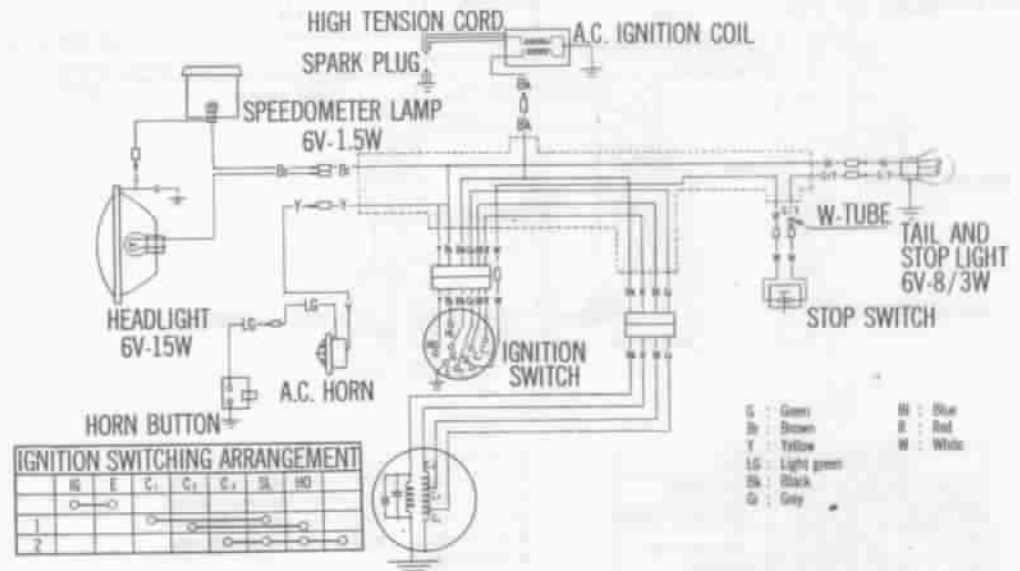 HIGH TENSION CORD
A.C. IGNITION COIL
SPARK PLUG
Bk
Bk
SPEEDOMETER LAMP
6V-1.5W
Br
Br
Y
Y
W-TUBE
TAIL AND
STOP LIGHT
6V-8/3W
STOP SWITCH
HEADLIGHT
6V-15W
LG
LG
A.C. HORN
HORN BUTTON
IGNITION
SWITCH
IGNITION SWITCHING ARRANGEMENT
IG E C₁ C₂ C₃ SL HO
1
2
G : Green
Br : Brown
Y : Yellow
LG : Light green
Bk : Black
Gr : Grey
Bl : Blue
R : Red
W : White